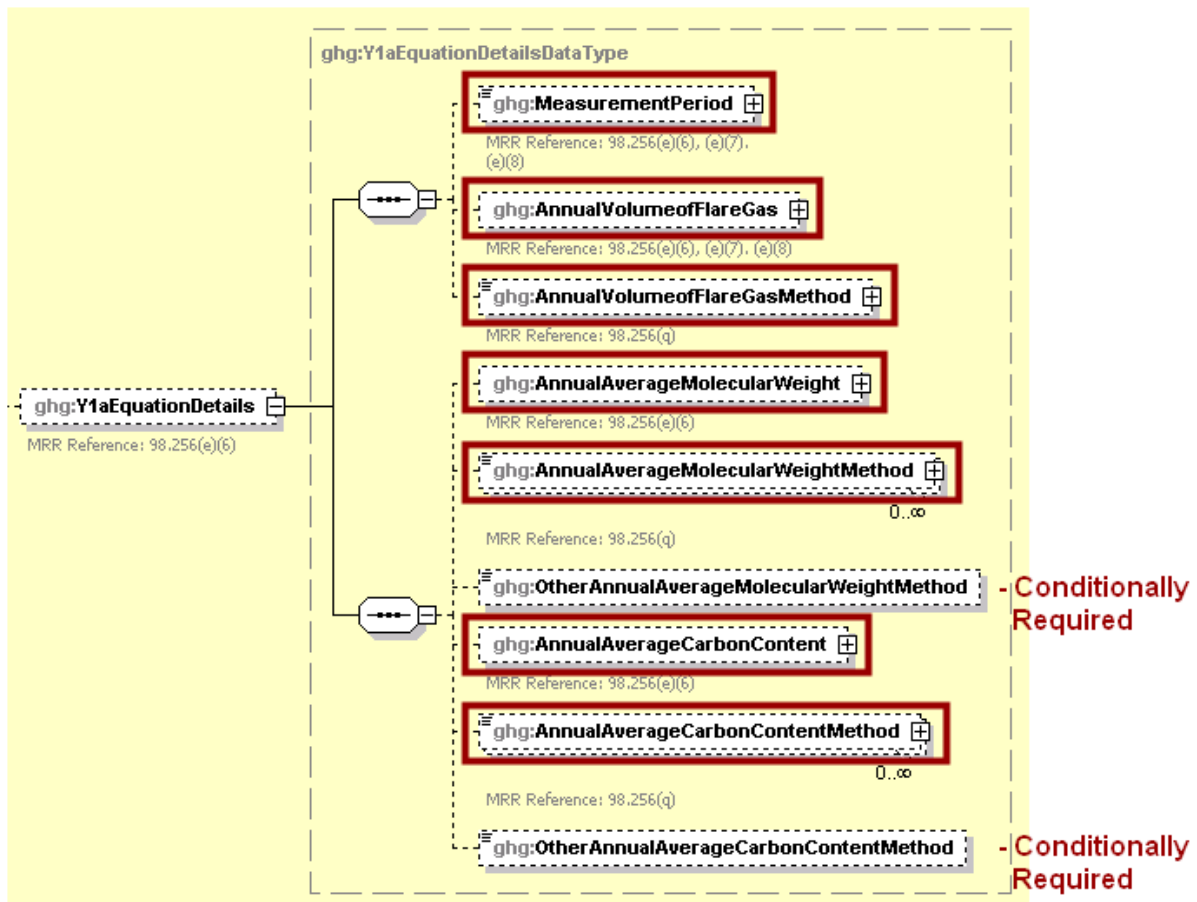 ghg:Y1aEquationDetailsDataType
ghg:MeasurementPeriod
MRR Reference: 98.256(e)(6), (e)(7).
(e)(8)
ghg:AnnualVolumeofFlareGas
MRR Reference: 98.256(e)(6), (e)(7). (e)(8)
ghg:AnnualVolumeofFlareGasMethod
MRR Reference: 98.256(q)
ghg:AnnualAverageMolecularWeight
MRR Reference: 98.256(e)(6)
ghg:Y1aEquationDetails
MRR Reference: 98.256(e)(6)
ghg:AnnualAverageMolecularWeightMethod
0..∞
MRR Reference: 98.256(q)
ghg:OtherAnnualAverageMolecularWeightMethod
- Conditionally
Required
ghg:AnnualAverageCarbonContent
MRR Reference: 98.256(e)(6)
ghg:AnnualAverageCarbonContentMethod
0..∞
MRR Reference: 98.256(q)
ghg:OtherAnnualAverageCarbonContentMethod
- Conditionally
Required